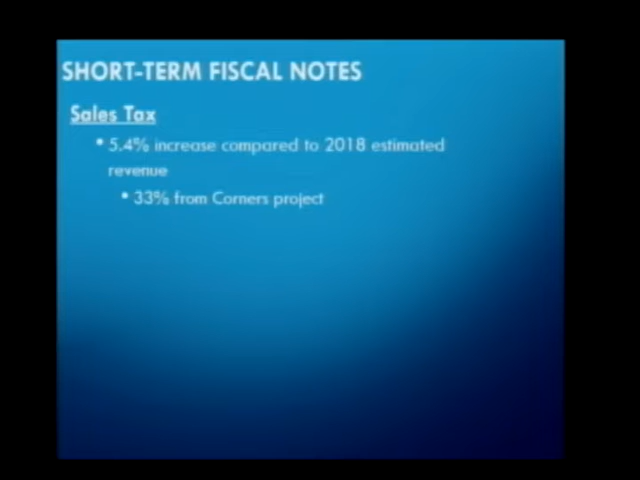 SHORT-TERM FISCAL NOTES
Sales Tax
• 5.4% increase compared to 2018 estimated
revenue
• 33% from Corners project